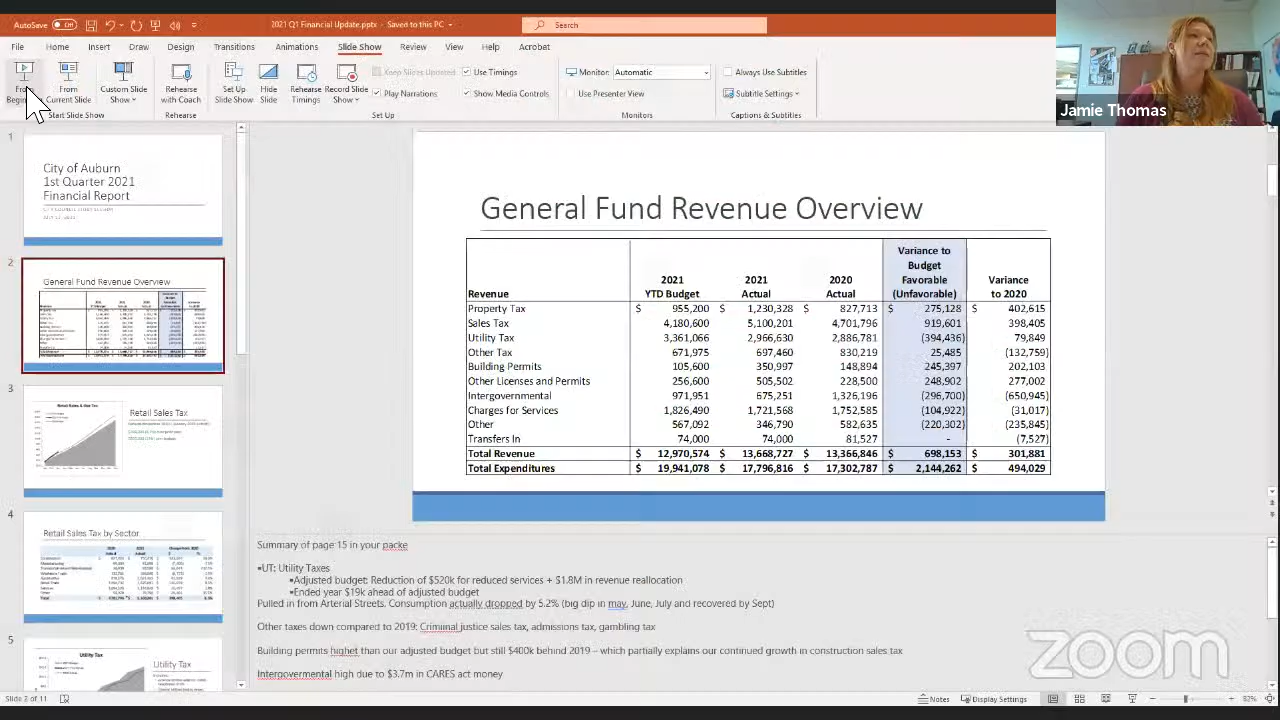 AutoSave Off 2021 Q1 Financial Update.pptx - Saved to this PC Search
File Home Insert Draw Design Transitions Animations Slide Show Review View Help Acrobat
From Current Slide
Custom Slide Show
Rehearse with Coach
Set Up Slide Show
Hide Slide
Rehearse Timings
Record Slide Show
Keep Slides Updated Use Timings
Play Narrations Show Media Controls
Monitor: Automatic
Use Presenter View
Always Use Subtitles
Subtitle Settings
Start Slide Show Rehearse Set Up Monitors Captions & Subtitles
Jamie Thomas
1
City of Auburn
1st Quarter 2021
Financial Report
2
General Fund Revenue Overview
3
Retail Sales Tax
4
Retail Sales Tax by Sector
5
Utility Tax
Utility Tax
General Fund Revenue Overview
Revenue 2021 YTD Budget 2021 Actual 2020 Actual Variance to Budget Favorable (Unfavorable) Variance to 2020
Property Tax $ 955,200 $ 1,230,328 $ 827,713 $ 275,128 $ 402,615
Sales Tax 4,180,600 5,100,201 4,701,796 919,601 398,405
Utility Tax 3,361,066 2,966,630 2,886,781 (394,436) 79,849
Other Tax 671,975 697,460 830,219 25,485 (132,759)
Building Permits 105,600 350,997 148,894 245,397 202,103
Other Licenses and Permits 256,600 505,502 228,500 248,902 277,002
Intergovernmental 971,951 1,326,196 (650,945)
Charges for Services 1,826,490 1,721,568 1,752,585 (104,922) (31,017)
Other 567,092 346,790 582,635 (220,302) (235,845)
Transfers In 74,000 74,000 81,527 - (7,527)
Total Revenue $ 12,970,574 $ 13,668,727 $ 13,366,846 $ 698,153 $ 301,881
Total Expenditures $ 19,941,078 $ 17,796,816 $ 17,302,787 $ 2,144,262 $ 494,029
Summary of page 15 in your packe
▪UT: Utility Taxes
▪Adjusted budget: Reduction of $520k for reduced services + $1.8M in revenue reallocation
▪Ended year $19k ahead of adjusted budget
Pulled in from Arterial Streets. Consumption actually dropped by 5.2% (big dip in may, June, July and recovered by Sept)
Other taxes down compared to 2019: Crimiinal justice sales tax, admissions tax, gambling tax
Building permits highet than our adjusted budget but still $400k behind 2019 – which partially explains our continued growth in construction sales tax
Intergovermental high due to $3.7m in CARES act money
zoom
Slide 2 of 11 Notes Display Settings 82%